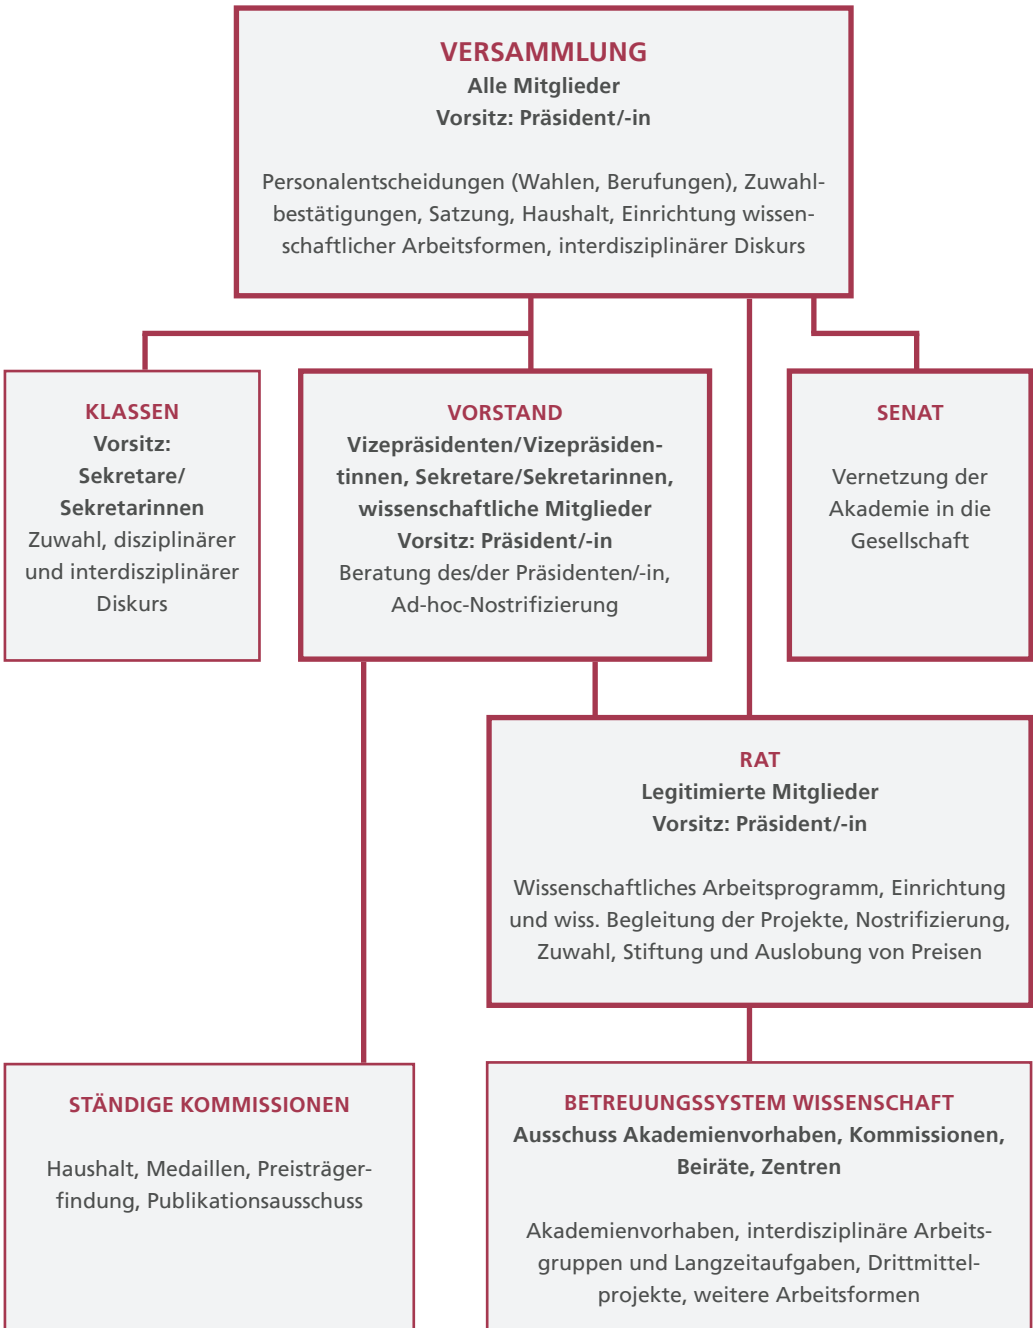 VERSAMMLUNG
Alle Mitglieder
Vorsitz: Präsident/-in
Personalentscheidungen (Wahlen, Berufungen), Zuwahl-
bestätigungen, Satzung, Haushalt, Einrichtung wissen-
schaftlicher Arbeitsformen, interdisziplinärer Diskurs
KLASSEN
Vorsitz:
Sekretare/
Sekretarinnen
Zuwahl, disziplinärer
und interdisziplinärer
Diskurs
VORSTAND
Vizepräsidenten/Vizepräsiden-
tinnen, Sekretare/Sekretarinnen,
wissenschaftliche Mitglieder
Vorsitz: Präsident/-in
Beratung des/der Präsidenten/-in,
Ad-hoc-Nostrifizierung
SENAT
Vernetzung der
Akademie in die
Gesellschaft
RAT
Legitimierte Mitglieder
Vorsitz: Präsident/-in
Wissenschaftliches Arbeitsprogramm, Einrichtung
und wiss. Begleitung der Projekte, Nostrifizierung,
Zuwahl, Stiftung und Auslobung von Preisen
STÄNDIGE KOMMISSIONEN
Haushalt, Medaillen, Preisträger-
findung, Publikationsausschuss
BETREUUNGSSYSTEM WISSENSCHAFT
Ausschuss Akademienvorhaben, Kommissionen,
Beiräte, Zentren
Akademienvorhaben, interdisziplinäre Arbeits-
gruppen und Langzeitaufgaben, Drittmittel-
projekte, weitere Arbeitsformen